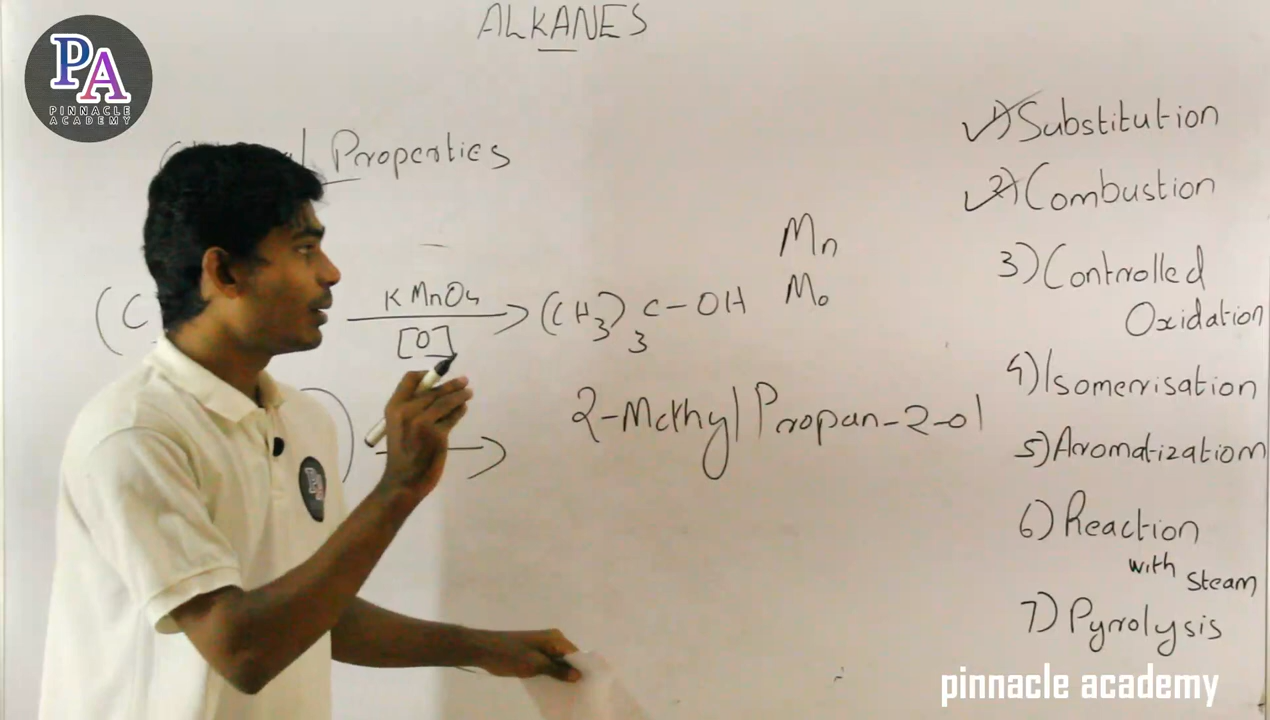 ALKANES
PA
PINNACLE
ACADEMY
Properties
1) Substitution
2) Combustion
3) Controlled
Oxidation
4) Isomerisation
5) Aromatization
6) Reaction
with Steam
7) Pyrolysis
Mn
Mo
(C
KMnO4
[O]
(CH3)3 C-OH
2-Methyl Propan-2-ol
pinnacle academy